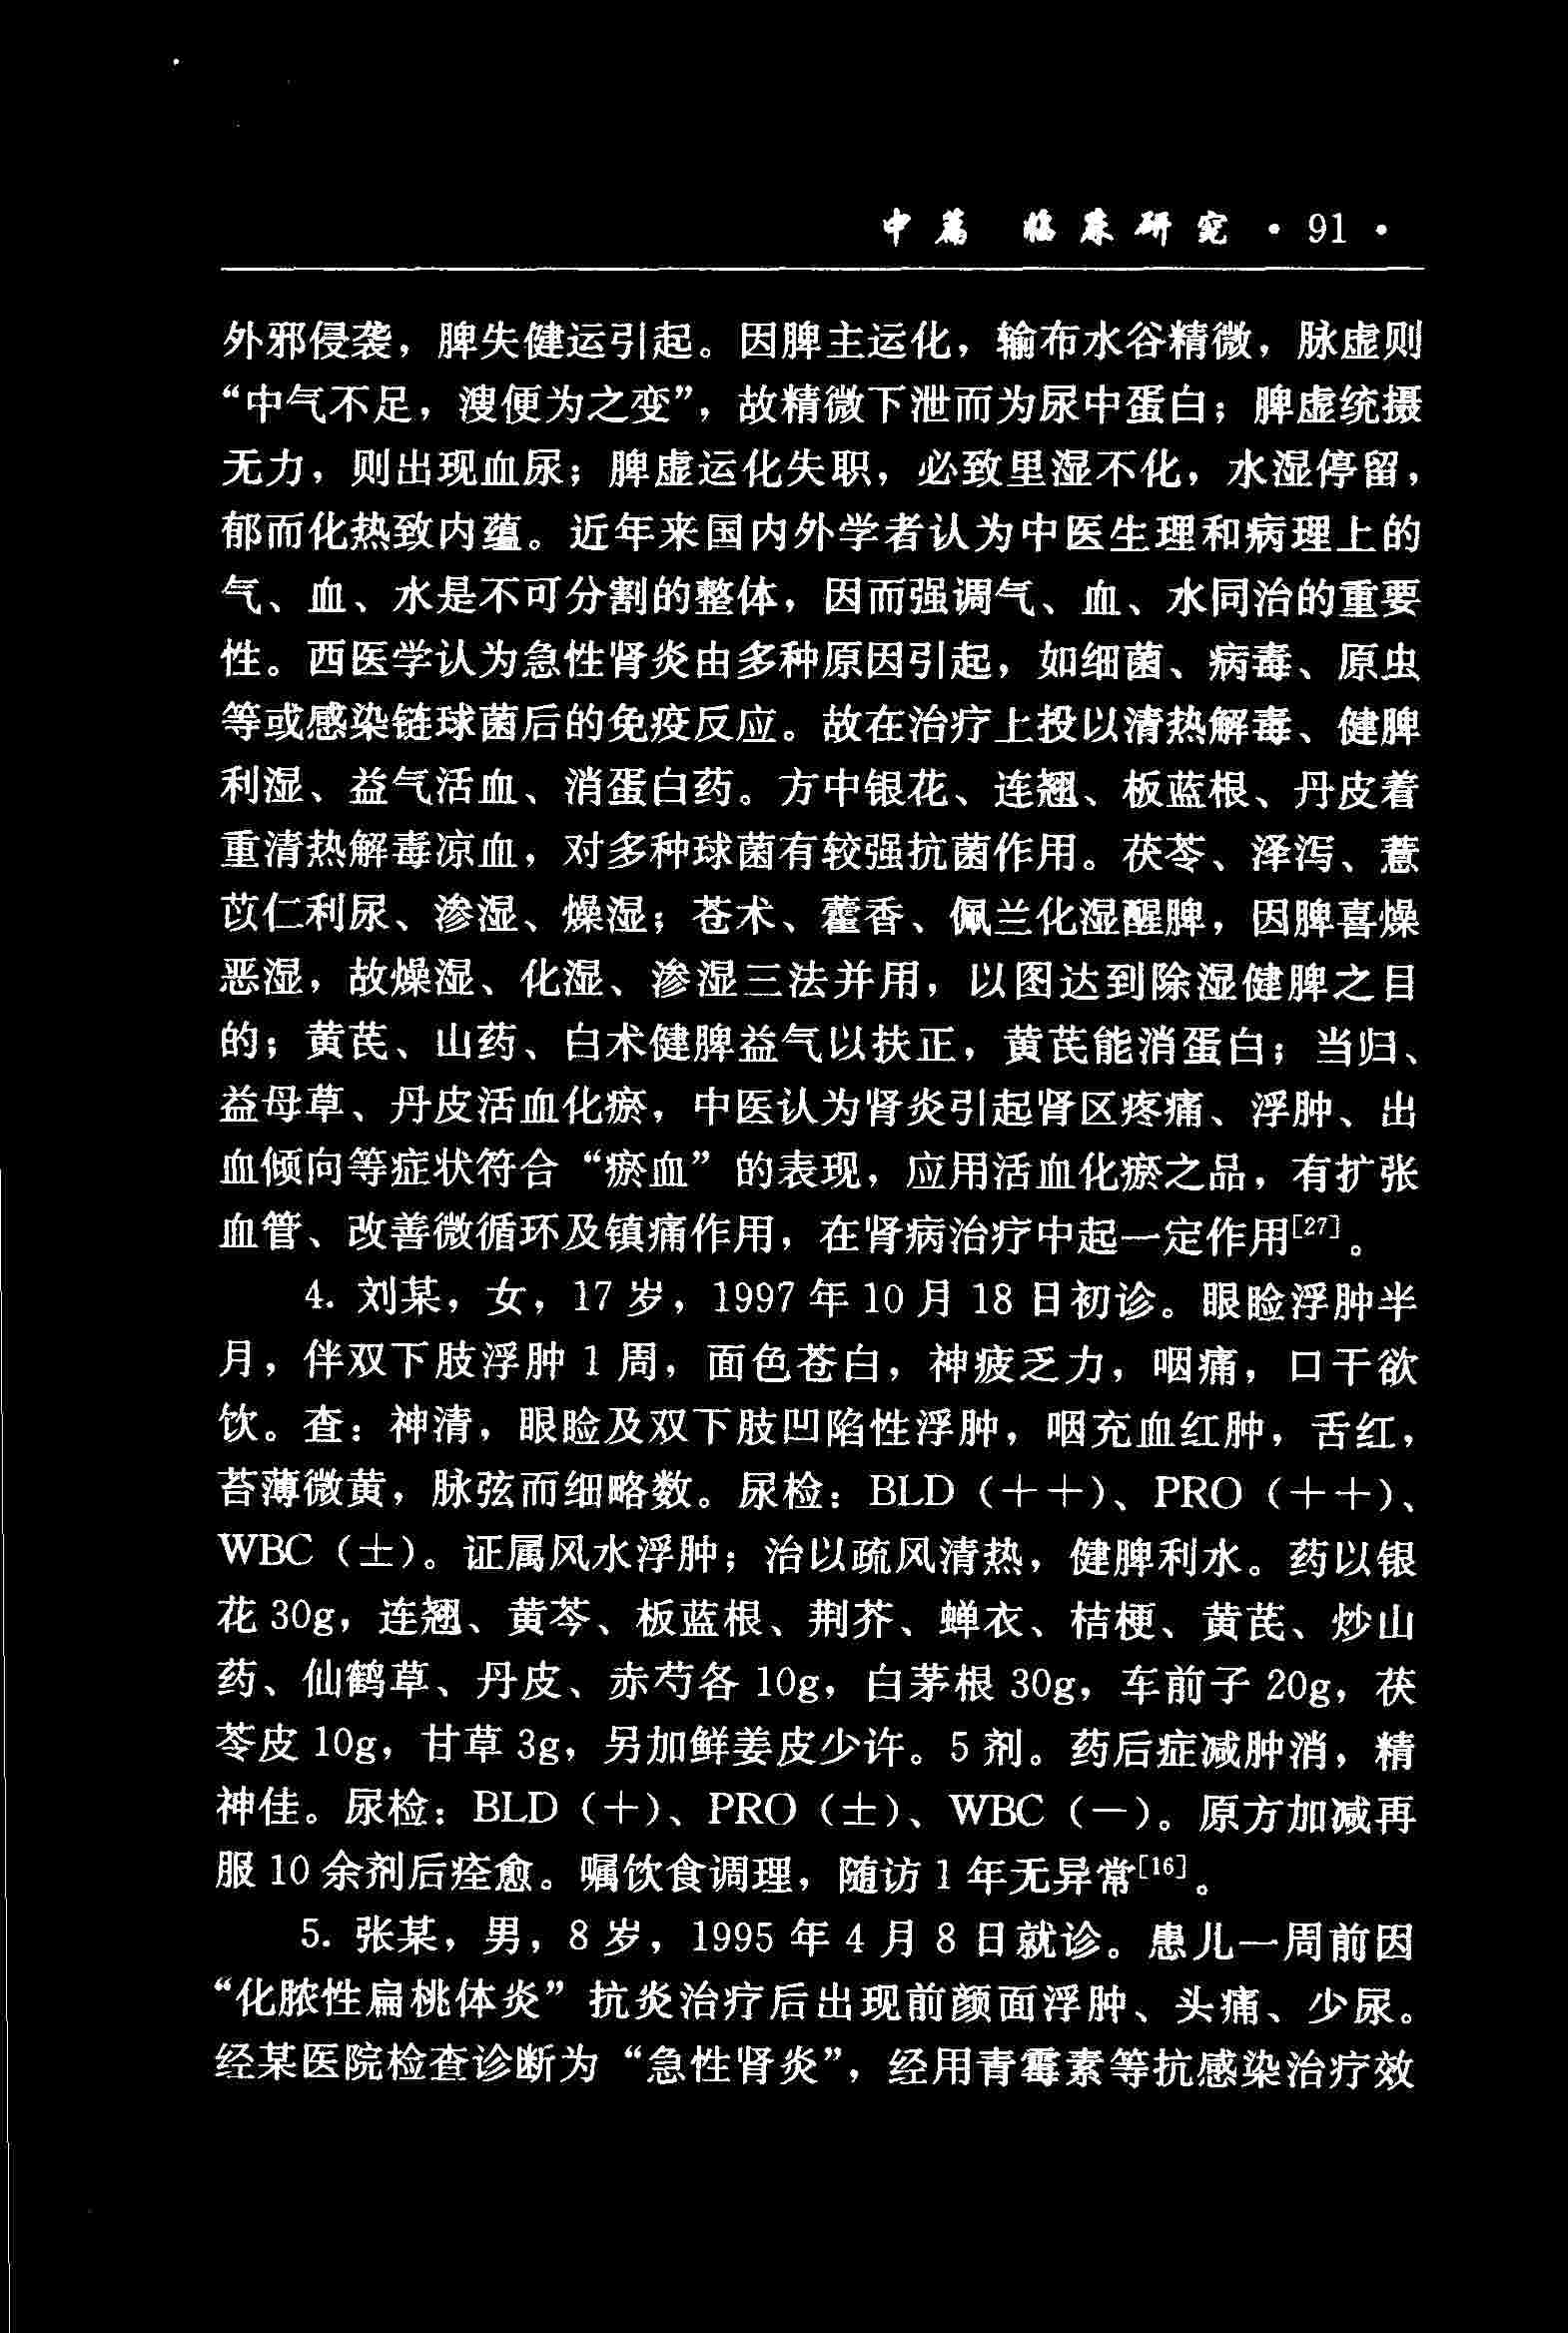 中篇 临床研究 · 91 ·
外邪侵袭，脾失健运引起。因脾主运化，输布水谷精微，脉虚则
“中气不足，溲便为之变”，故精微下泄而为尿中蛋白；脾虚统摄
无力，则出现血尿；脾虚运化失职，必致里湿不化，水湿停留，
郁而化热致内蕴。近年来国内外学者认为中医生理和病理上的
气、血、水是不可分割的整体，因而强调气、血、水同治的重要
性。西医学认为急性肾炎由多种原因引起，如细菌、病毒、原虫
等或感染链球菌后的免疫反应。故在治疗上投以清热解毒、健脾
利湿、益气活血、消蛋白药。方中银花、连翘、板蓝根、丹皮着
重清热解毒凉血，对多种球菌有较强抗菌作用。茯苓、泽泻、薏
苡仁利尿、渗湿、燥湿；苍术、藿香、佩兰化湿醒脾，因脾喜燥
恶湿，故燥湿、化湿、渗湿三法并用，以图达到除湿健脾之目
的；黄芪、山药、白术健脾益气以扶正，黄芪能消蛋白；当归、
益母草、丹皮活血化瘀，中医认为肾炎引起肾区疼痛、浮肿、出
血倾向等症状符合“瘀血”的表现，应用活血化瘀之品，有扩张
血管、改善微循环及镇痛作用，在肾病治疗中起一定作用[27]。
4. 刘某，女，17 岁，1997 年 10 月 18 日初诊。眼睑浮肿半
月，伴双下肢浮肿 1 周，面色苍白，神疲乏力，咽痛，口干欲
饮。查：神清，眼睑及双下肢凹陷性浮肿，咽充血红肿，舌红，
苔薄微黄，脉弦而细略数。尿检：BLD（＋＋）、PRO（＋＋）、
WBC（±）。证属风水浮肿；治以疏风清热，健脾利水。药以银
花 30g，连翘、黄芩、板蓝根、荆芥、蝉衣、桔梗、黄芪、炒山
药、仙鹤草、丹皮、赤芍各 10g，白茅根 30g，车前子 20g，茯
苓皮 10g，甘草 3g，另加鲜姜皮少许。5 剂。药后症减肿消，精
神佳。尿检：BLD（＋）、PRO（±）、WBC（－）。原方加减再
服 10 余剂后痊愈。嘱饮食调理，随访 1 年无异常[16]。
5. 张某，男，8 岁，1995 年 4 月 8 日就诊。患儿一周前因
“化脓性扁桃体炎”抗炎治疗后出现前颜面浮肿、头痛、少尿。
经某医院检查诊断为“急性肾炎”，经用青霉素等抗感染治疗效